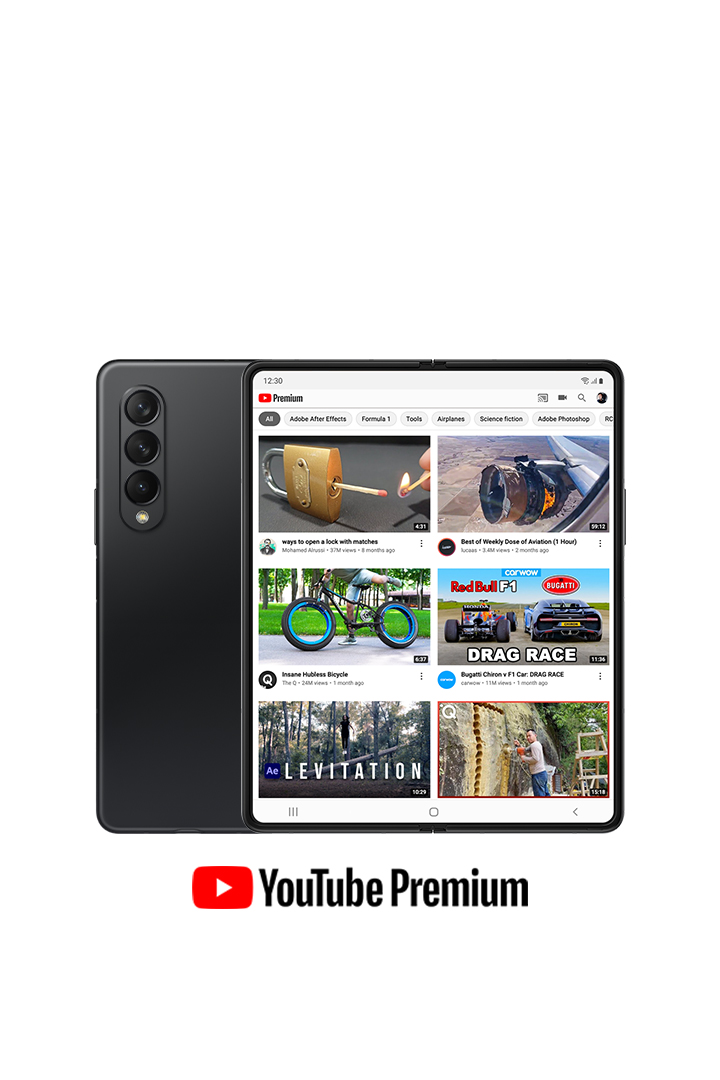 12:30
Premium
All
Adobe After Effects
Formula 1
Tools
Airplanes
Science fiction
Adobe Photoshop
RC
4:31
59:12
ways to open a lock with matches
Mohamed Alrussi • 37M views • 8 months ago
Best of Weekly Dose of Aviation (1 Hour)
lucaas • 3.4M views • 2 months ago
carwow
Red Bull F1
BUGATTI
HONDA
DRAG RACE
6:37
11:36
Insane Hubless Bicycle
The Q • 24M views • 1 month ago
carwow
Bugatti Chiron v F1 Car: DRAG RACE
carwow • 11M views • 1 month ago
Ae LEVITATION
10:29
15:18
YouTube Premium